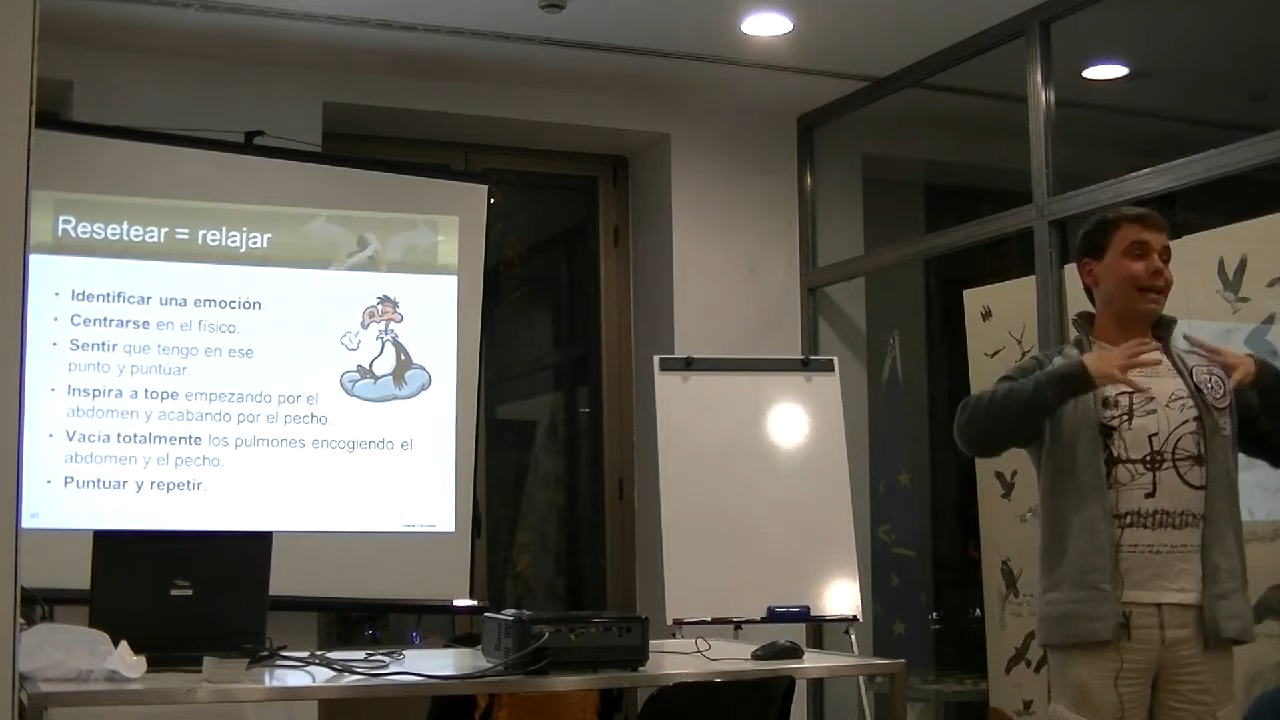 Resetear = relajar
• Identificar una emoción.
• Centrarse en el físico.
• Sentir que tengo en ese
punto y puntuar.
• Inspira a tope empezando por el
abdomen y acabando por el pecho.
• Vacía totalmente los pulmones encogiendo el
abdomen y el pecho.
• Puntuar y repetir.